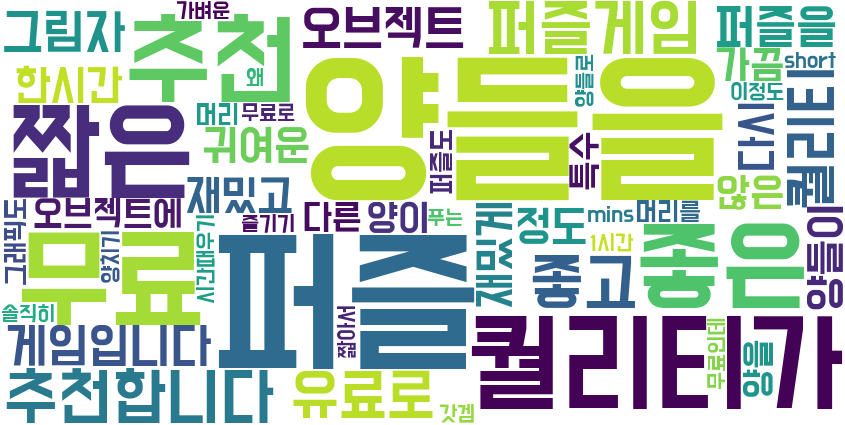 가벼운
그림자
추천
오브젝트
퍼즐게임
퍼즐을
한시간
왜
양들을
양들로
가끔
short
이정도
짧은
머리
무료로
귀여운
퍼즐도
특수
시간
퀄리티
재밌고
않은
그래픽도
오브젝트에
즐기기
다른
양이
푸는
재밌게
정도
mins
머리를
양들이
양치기
시간때우기
1시간
솔직히
무료
퍼즐
좋고
좋은
게임입니다
짧아서
퀄리티가
무료인데
양을
추천합니다
유료로
갓겜